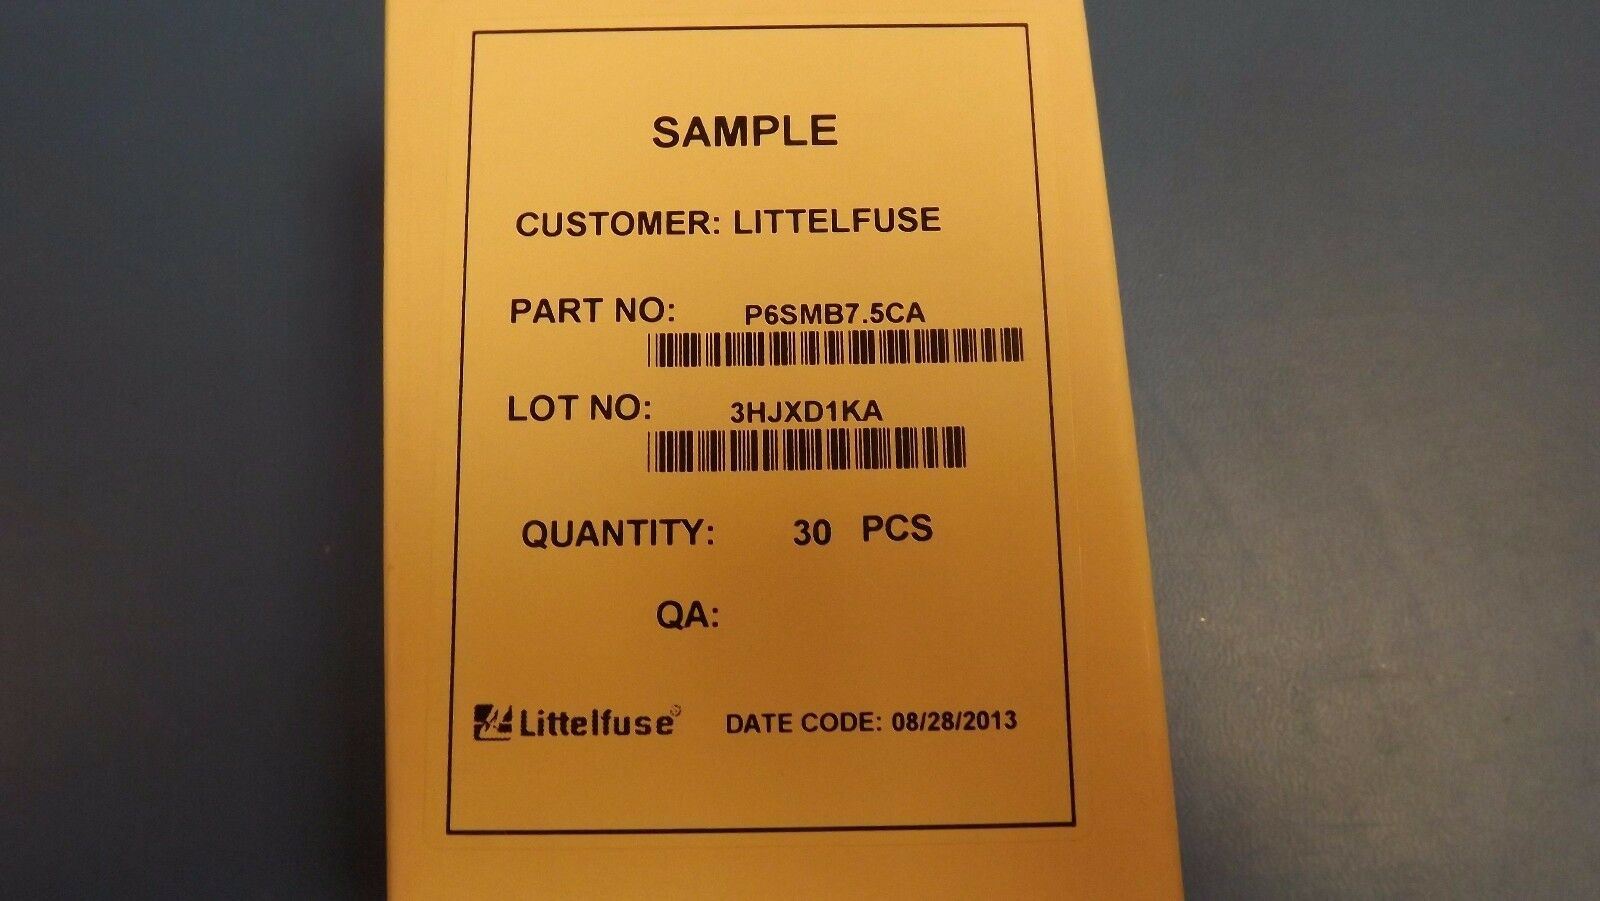 SAMPLE
CUSTOMER: LITTELFUSE
PART NO: P6SMB7.5CA
LOT NO: 3HJXD1KA
QUANTITY: 30 PCS
QA:
Littelfuse® DATE CODE: 08/28/2013